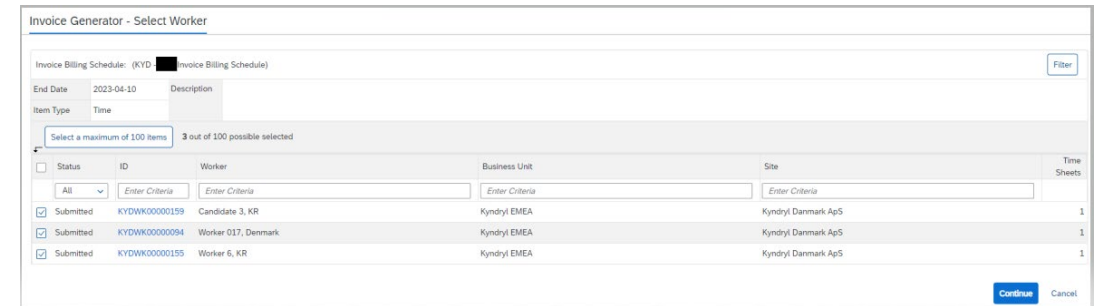 Invoice Generator - Select Worker
Invoice Billing Schedule: (KYD - Invoice Billing Schedule) Filter
End Date 2023-04-10 Description
Item Type Time
Select a maximum of 100 items 3 out of 100 possible selected
Status ID Worker Business Unit Site Time Sheets
All Enter Criteria Enter Criteria Enter Criteria Enter Criteria
Submitted KYDWK00000159 Candidate 3, KR Kyndryl EMEA Kyndryl Danmark ApS 1
Submitted KYDWK00000094 Worker 017, Denmark Kyndryl EMEA Kyndryl Danmark ApS 1
Submitted KYDWK00000155 Worker 6, KR Kyndryl EMEA Kyndryl Danmark ApS 1
Continue Cancel